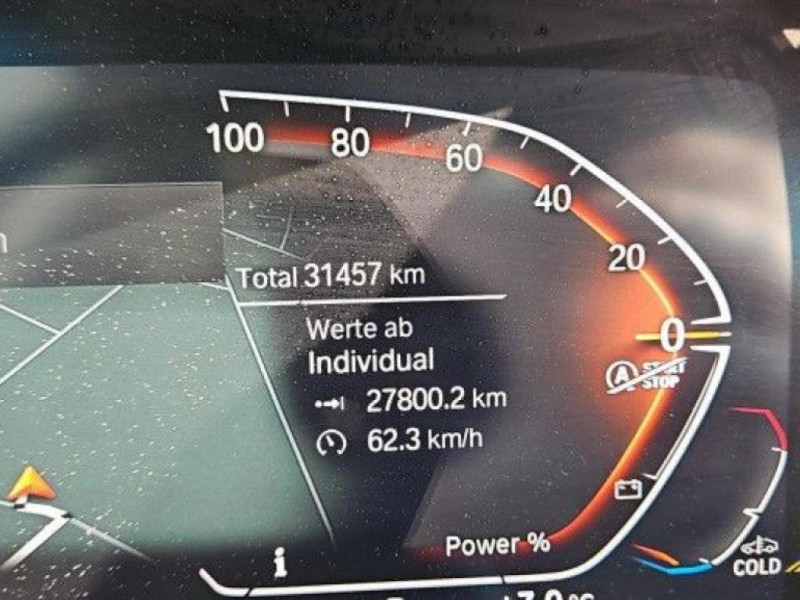 100
80
60
40
20
0
Total 31457 km
Werte ab
Individual
27800.2 km
62.3 km/h
A START
STOP
Power %
i
COLD